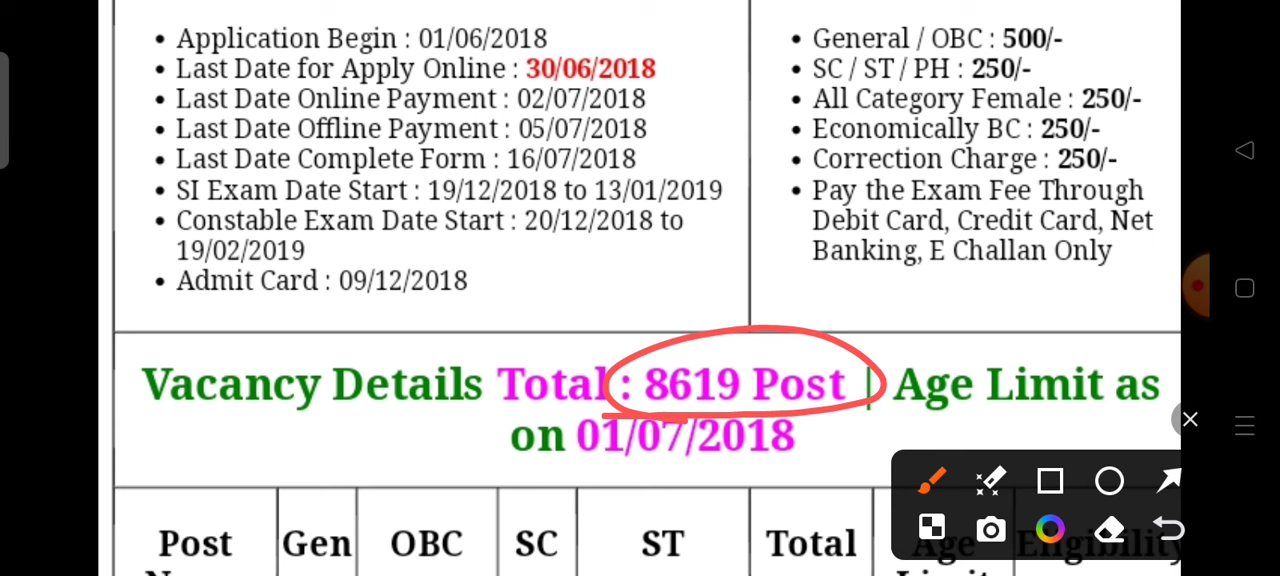 Application Begin : 01/06/2018
Last Date for Apply Online : 30/06/2018
Last Date Online Payment : 02/07/2018
Last Date Offline Payment : 05/07/2018
Last Date Complete Form : 16/07/2018
SI Exam Date Start : 19/12/2018 to 13/01/2019
Constable Exam Date Start : 20/12/2018 to
19/02/2019
Admit Card : 09/12/2018
General / OBC : 500/-
SC / ST / PH : 250/-
All Category Female : 250/-
Economically BC : 250/-
Correction Charge : 250/-
Pay the Exam Fee Through
Debit Card, Credit Card, Net
Banking, E Challan Only
Vacancy Details Total : 8619 Post | Age Limit as
on 01/07/2018
Post Gen OBC SC ST Total Age Eligibility